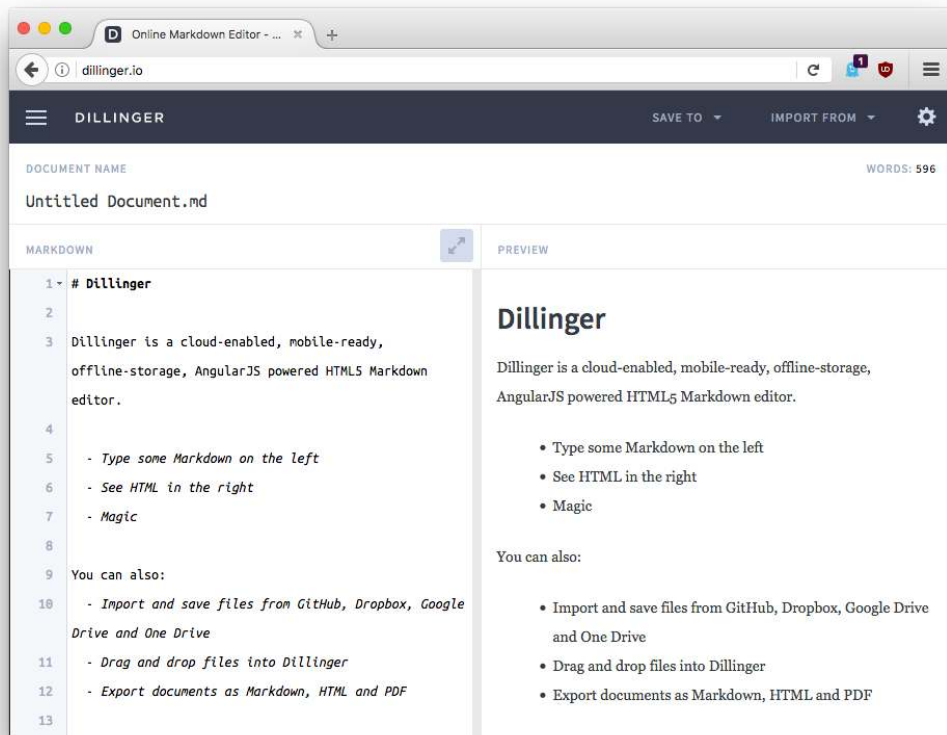 Online Markdown Editor - ...
dillinger.io
1
DILLINGER
SAVE TO
IMPORT FROM
DOCUMENT NAME
WORDS: 596
Untitled Document.md
MARKDOWN
PREVIEW
1 # Dillinger
2
3 Dillinger is a cloud-enabled, mobile-ready,
offline-storage, AngularJS powered HTML5 Markdown
editor.
4
5 - Type some Markdown on the left
6 - See HTML in the right
7 - Magic
8
9 You can also:
10 - Import and save files from GitHub, Dropbox, Google
Drive and One Drive
11 - Drag and drop files into Dillinger
12 - Export documents as Markdown, HTML and PDF
13
Dillinger
Dillinger is a cloud-enabled, mobile-ready, offline-storage,
AngularJS powered HTML5 Markdown editor.
• Type some Markdown on the left
• See HTML in the right
• Magic
You can also:
• Import and save files from GitHub, Dropbox, Google Drive
and One Drive
• Drag and drop files into Dillinger
• Export documents as Markdown, HTML and PDF